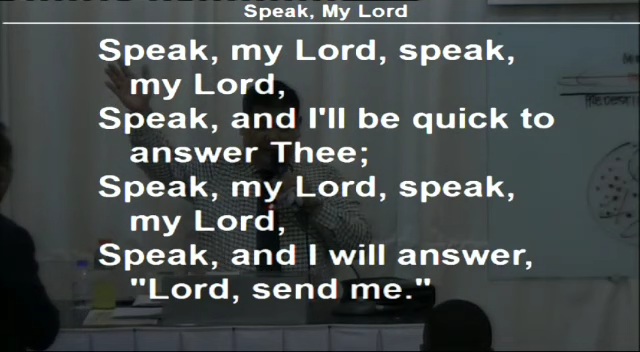 Speak, My Lord
Speak, my Lord, speak,
my Lord,
Speak, and I'll be quick to
answer Thee;
Speak, my Lord, speak,
my Lord,
Speak, and I will answer,
"Lord, send me."